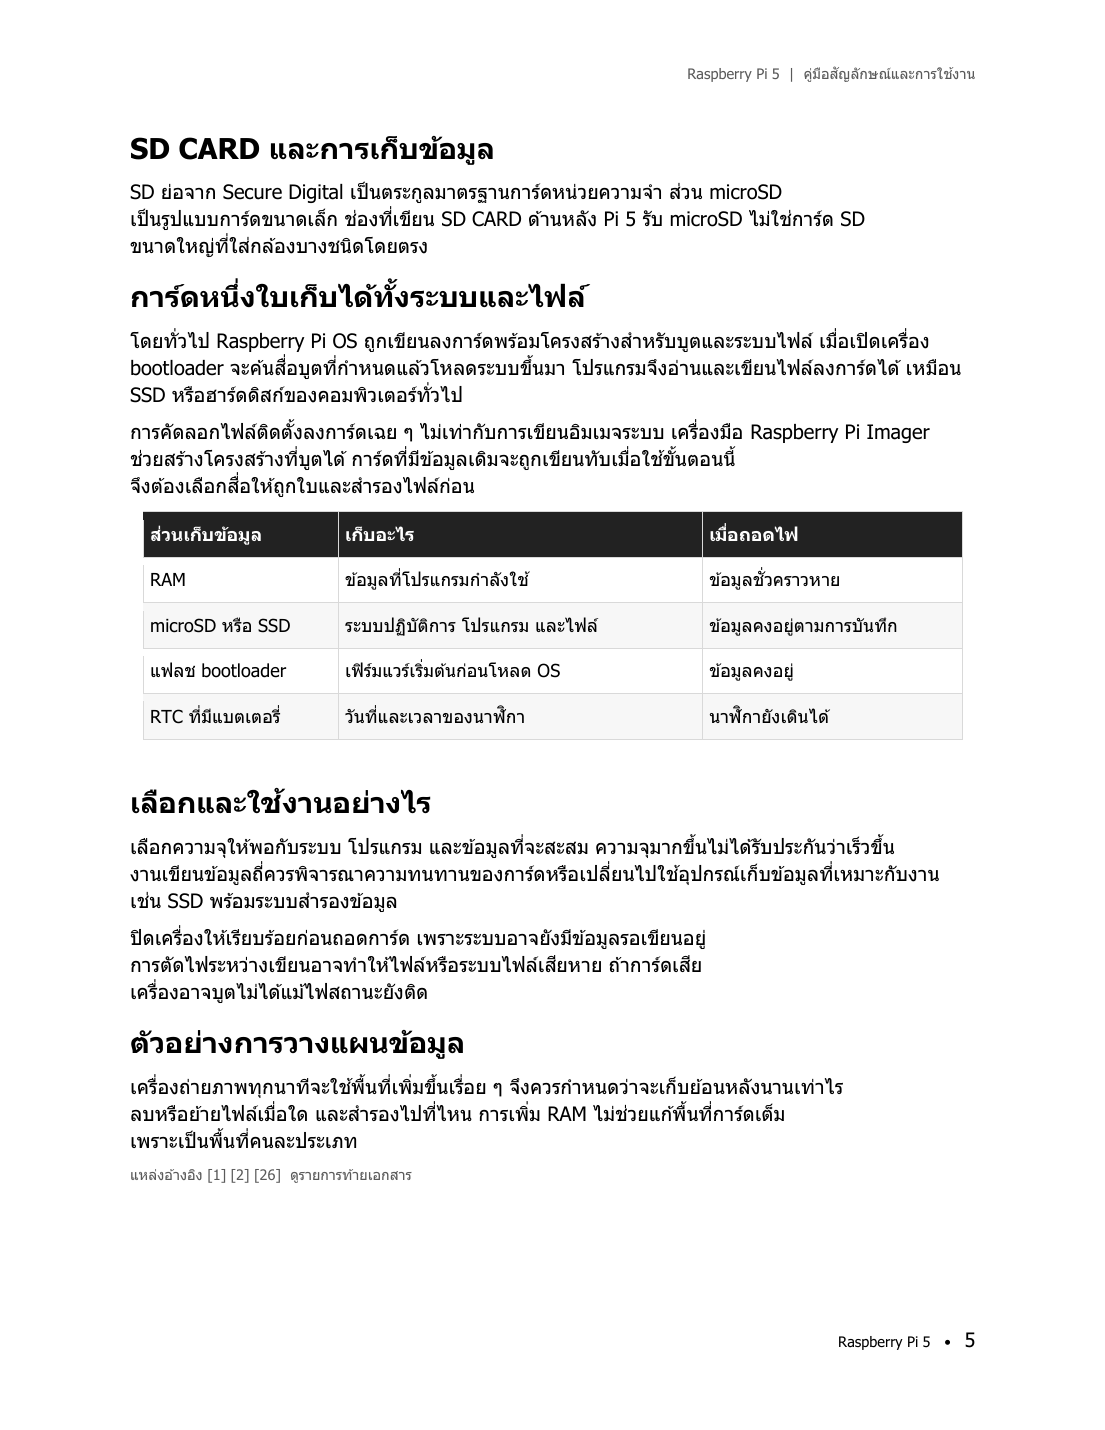 Raspberry Pi 5 | คู่มือสัญลักษณ์และการใช้งาน
SD CARD และการเก็บข้อมูล
SD ย่อจาก Secure Digital เป็นตระกูลมาตรฐานการ์ดหน่วยความจำ ส่วน microSD
เป็นรูปแบบการ์ดขนาดเล็ก ช่องที่เขียน SD CARD ด้านหลัง Pi 5 รับ microSD ไม่ใช่การ์ด SD
ขนาดใหญ่ที่ใส่กล้องบางชนิดโดยตรง
การ์ดหนึ่งใบเก็บได้ทั้งระบบและไฟล์
โดยทั่วไป Raspberry Pi OS ถูกเขียนลงการ์ดพร้อมโครงสร้างสำหรับบูตและระบบไฟล์ เมื่อเปิดเครื่อง
bootloader จะค้นสื่อบูตที่กำหนดแล้วโหลดระบบขึ้นมา โปรแกรมจึงอ่านและเขียนไฟล์ลงการ์ดได้ เหมือน
SSD หรือฮาร์ดดิสก์ของคอมพิวเตอร์ทั่วไป
การคัดลอกไฟล์ติดตั้งลงการ์ดเฉย ๆ ไม่เท่ากับการเขียนอิมเมจระบบ เครื่องมือ Raspberry Pi Imager
ช่วยสร้างโครงสร้างที่บูตได้ การ์ดที่มีข้อมูลเดิมจะถูกเขียนทับเมื่อใช้ขั้นตอนนี้
จึงต้องเลือกสื่อให้ถูกใบและสำรองไฟล์ก่อน
ส่วนเก็บข้อมูล เก็บอะไร เมื่อถอดไฟ
RAM ข้อมูลที่โปรแกรมกำลังใช้ ข้อมูลชั่วคราวหาย
microSD หรือ SSD ระบบปฏิบัติการ โปรแกรม และไฟล์ ข้อมูลคงอยู่ตามการบันทึก
แฟลช bootloader เฟิร์มแวร์เริ่มต้นก่อนโหลด OS ข้อมูลคงอยู่
RTC ที่มีแบตเตอรี่ วันที่และเวลาของนาฬิกา นาฬิกายังเดินได้
เลือกและใช้งานอย่างไร
เลือกความจุให้พอกับระบบ โปรแกรม และข้อมูลที่จะสะสม ความจุมากขึ้นไม่ได้รับประกันว่าเร็วขึ้น
งานเขียนข้อมูลถี่ควรพิจารณาความทนทานของการ์ดหรือเปลี่ยนไปใช้อุปกรณ์เก็บข้อมูลที่เหมาะกับงาน
เช่น SSD พร้อมระบบสำรองข้อมูล
ปิดเครื่องให้เรียบร้อยก่อนถอดการ์ด เพราะระบบอาจยังมีข้อมูลรอเขียนอยู่
การตัดไฟระหว่างเขียนอาจทำให้ไฟล์หรือระบบไฟล์เสียหาย ถ้าการ์ดเสีย
เครื่องอาจบูตไม่ได้แม้ไฟสถานะยังติด
ตัวอย่างการวางแผนข้อมูล
เครื่องถ่ายภาพทุกนาทีจะใช้พื้นที่เพิ่มขึ้นเรื่อย ๆ จึงควรกำหนดว่าจะเก็บย้อนหลังนานเท่าไร
ลบหรือย้ายไฟล์เมื่อใด และสำรองไปที่ไหน การเพิ่ม RAM ไม่ช่วยแก้พื้นที่การ์ดเต็ม
เพราะเป็นพื้นที่คนละประเภท
แหล่งอ้างอิง [1] [2] [26] ดูรายการท้ายเอกสาร
Raspberry Pi 5 • 5